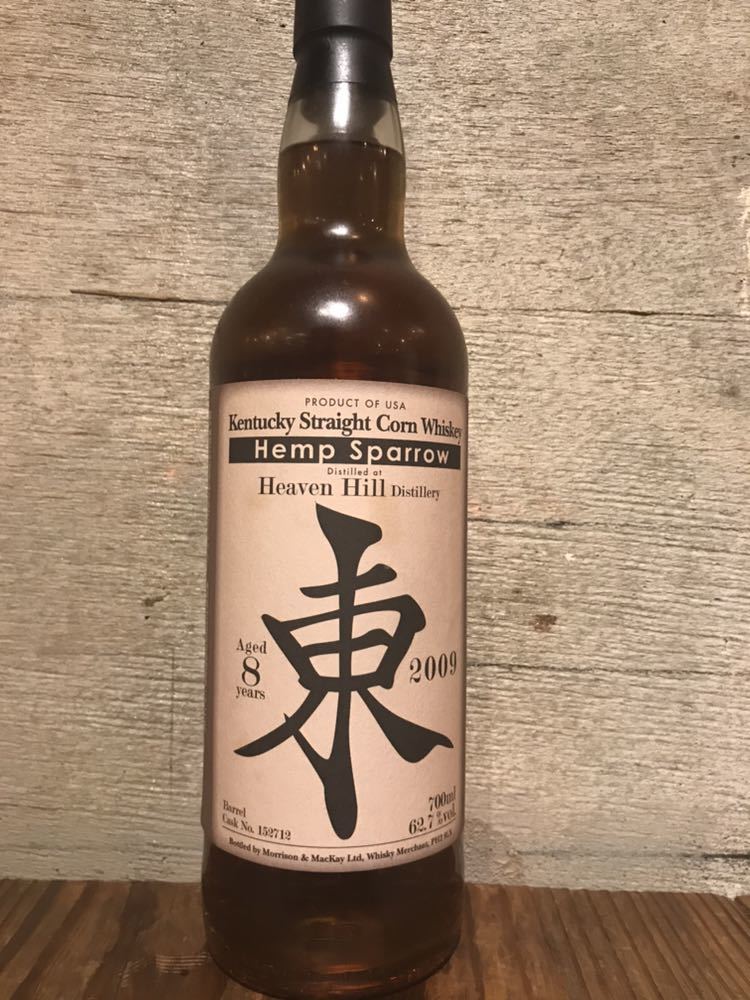 PRODUCT OF USA
Kentucky Straight Corn Whiskey
Hemp Sparrow
Distilled at
Heaven Hill Distillery
東
Aged
8
years
2009
Barrel
Cask No. 152712
700ml
62.7%vol.
Bottled by Morrison & MacKay Ltd, Whisky Merchant,